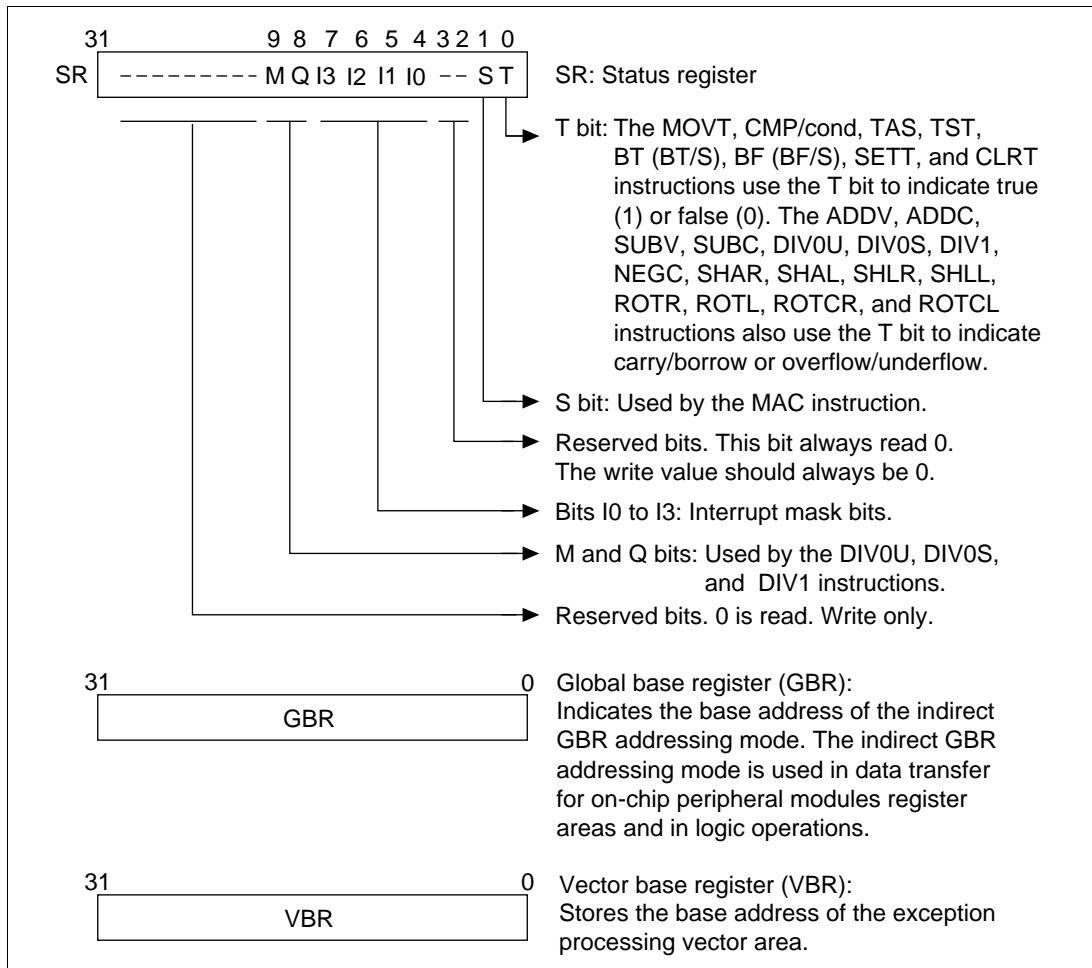 31 9 8 7 6 5 4 3 2 1 0
SR ---------- M Q I3 I2 I1 I0 -- S T SR: Status register
T bit: The MOVT, CMP/cond, TAS, TST,
BT (BT/S), BF (BF/S), SETT, and CLRT
instructions use the T bit to indicate true
(1) or false (0). The ADDV, ADDC,
SUBV, SUBC, DIV0U, DIV0S, DIV1,
NEGC, SHAR, SHAL, SHLR, SHLL,
ROTR, ROTL, ROTCR, and ROTCL
instructions also use the T bit to indicate
carry/borrow or overflow/underflow.
S bit: Used by the MAC instruction.
Reserved bits. This bit always read 0.
The write value should always be 0.
Bits I0 to I3: Interrupt mask bits.
M and Q bits: Used by the DIV0U, DIV0S,
and DIV1 instructions.
Reserved bits. 0 is read. Write only.
31 0 Global base register (GBR):
GBR Indicates the base address of the indirect
GBR addressing mode. The indirect GBR
addressing mode is used in data transfer
for on-chip peripheral modules register
areas and in logic operations.
31 0 Vector base register (VBR):
VBR Stores the base address of the exception
processing vector area.